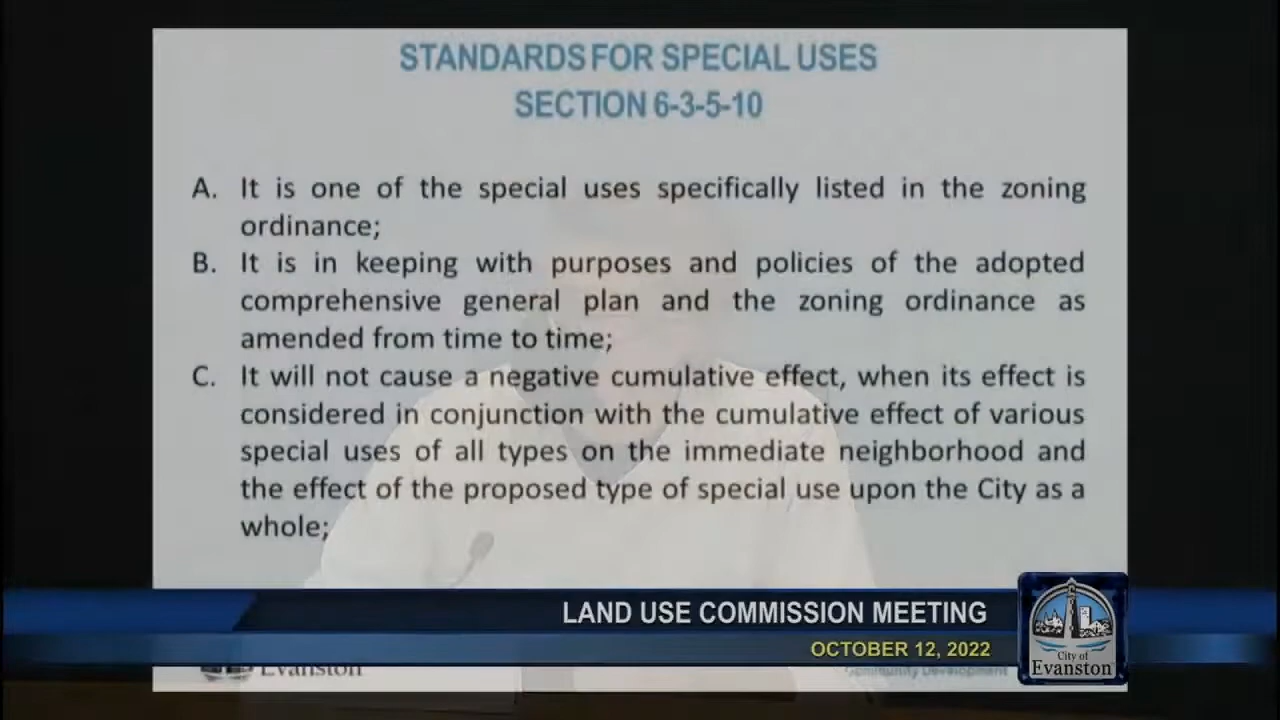 STANDARDS FOR SPECIAL USES
SECTION 6-3-5-10
A. It is one of the special uses specifically listed in the zoning
ordinance;
B. It is in keeping with purposes and policies of the adopted
comprehensive general plan and the zoning ordinance as
amended from time to time;
C. It will not cause a negative cumulative effect, when its effect is
considered in conjunction with the cumulative effect of various
special uses of all types on the immediate neighborhood and
the effect of the proposed type of special use upon the City as a
whole;
LAND USE COMMISSION MEETING
OCTOBER 12, 2022
City of
Evanston
Evanston
Community Development